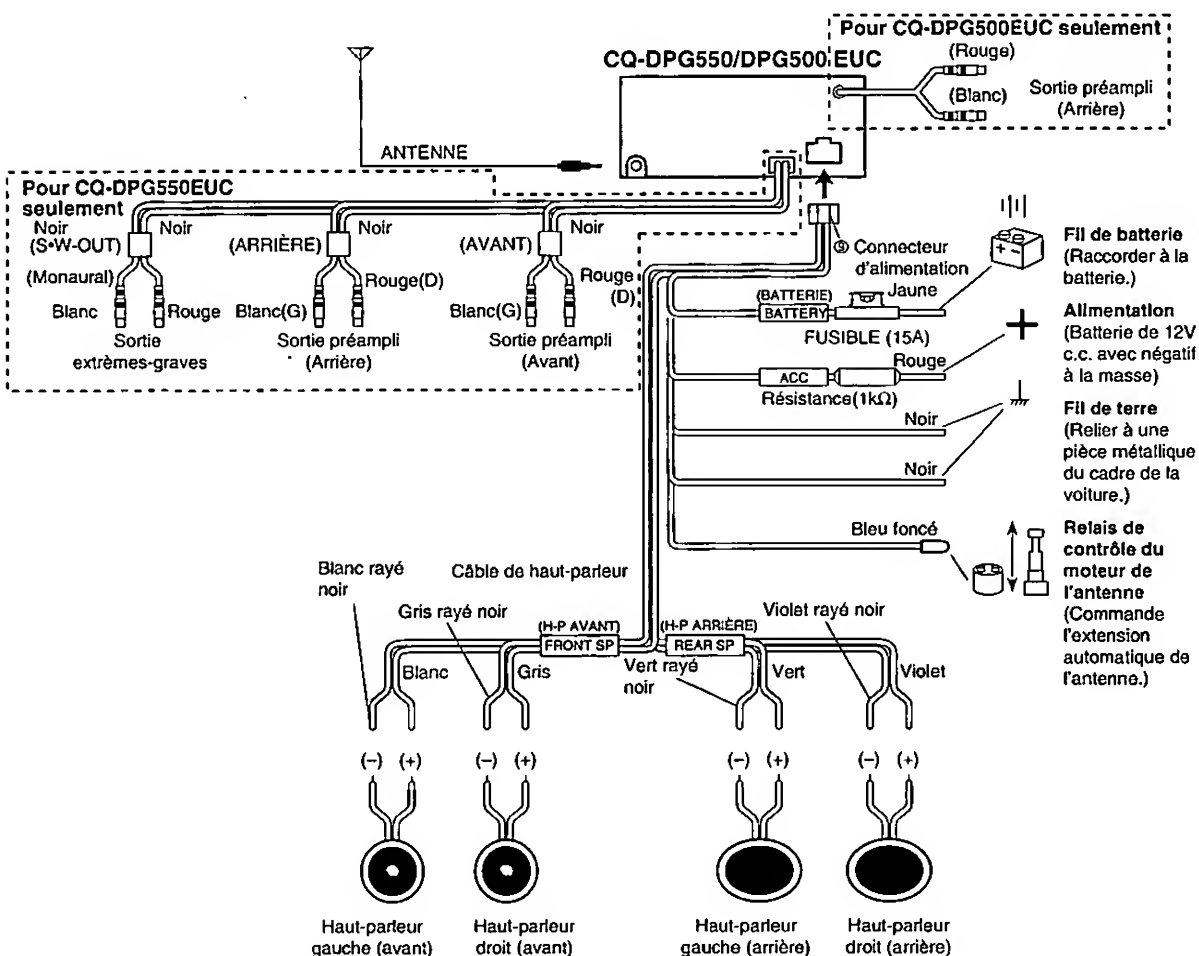 Pour CQ-DPG500EUC seulement
(Rouge)
CQ-DPG550/DPG500 EUC
(Blanc)
Sortie préampli
(Arrière)
ANTENNE
Pour CQ-DPG550EUC
seulement
Noir
(S•W-OUT)
Noir
(Monaural)
Blanc
Rouge
Sortie
extrèmes-graves
(ARRIÈRE)
Noir
Rouge(D)
Blanc(G)
Sortie préampli
(Arrière)
(AVANT)
Noir
Rouge
(D)
Blanc(G)
Sortie préampli
(Avant)
⑨ Connecteur
d'alimentation
Jaune
(BATTERIE)
BATTERY
FUSIBLE (15A)
Rouge
ACC
Résistance(1kΩ)
Noir
Noir
Bleu foncé
+ -
Fil de batterie
(Raccorder à la
batterie.)
Alimentation
(Batterie de 12V
c.c. avec négatif
à la masse)
Fil de terre
(Relier à une
pièce métallique
du cadre de la
voiture.)
Relais de
contrôle du
moteur de
l'antenne
(Commande
l'extension
automatique de
l'antenne.)
Blanc rayé
noir
Câble de haut-parleur
Gris rayé noir
Violet rayé noir
(H-P AVANT)
FRONT SP
(H-P ARRIÈRE)
REAR SP
Blanc
Gris
Vert rayé
noir
Vert
Violet
(−) (+)
(−) (+)
(−) (+)
(−) (+)
Haut-parleur
gauche (avant)
Haut-parleur
droit (avant)
Haut-parleur
gauche (arrière)
Haut-parleur
droit (arrière)